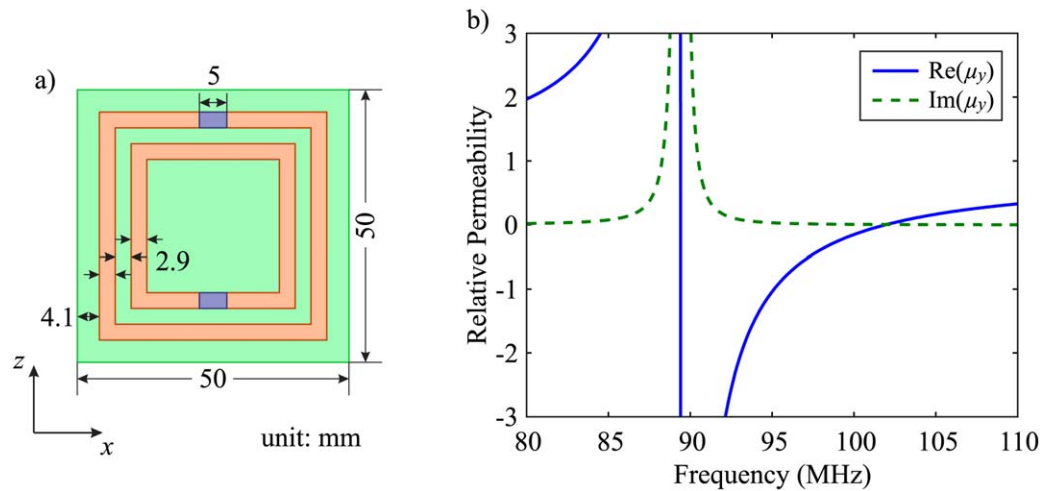 a)
5
2.9
4.1
50
50
z
x
unit: mm
b)
3
2
1
0
-1
-2
-3
Relative Permeability
Re(μy)
Im(μy)
80 85 90 95 100 105 110
Frequency (MHz)